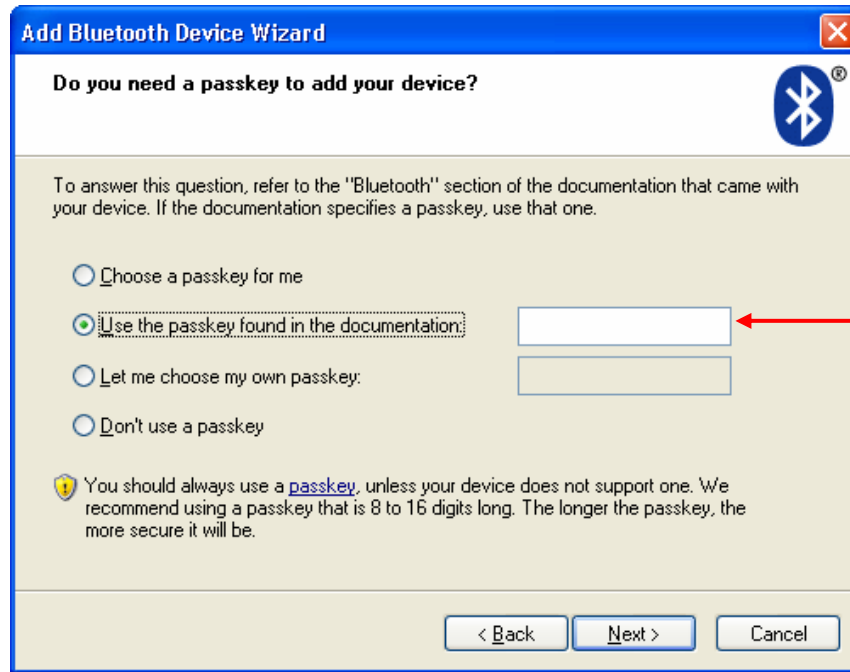 Add Bluetooth Device Wizard
Do you need a passkey to add your device?
®
To answer this question, refer to the "Bluetooth" section of the documentation that came with
your device. If the documentation specifies a passkey, use that one.
Choose a passkey for me
Use the passkey found in the documentation:
Let me choose my own passkey:
Don't use a passkey
You should always use a passkey, unless your device does not support one. We
recommend using a passkey that is 8 to 16 digits long. The longer the passkey, the
more secure it will be.
< Back Next > Cancel